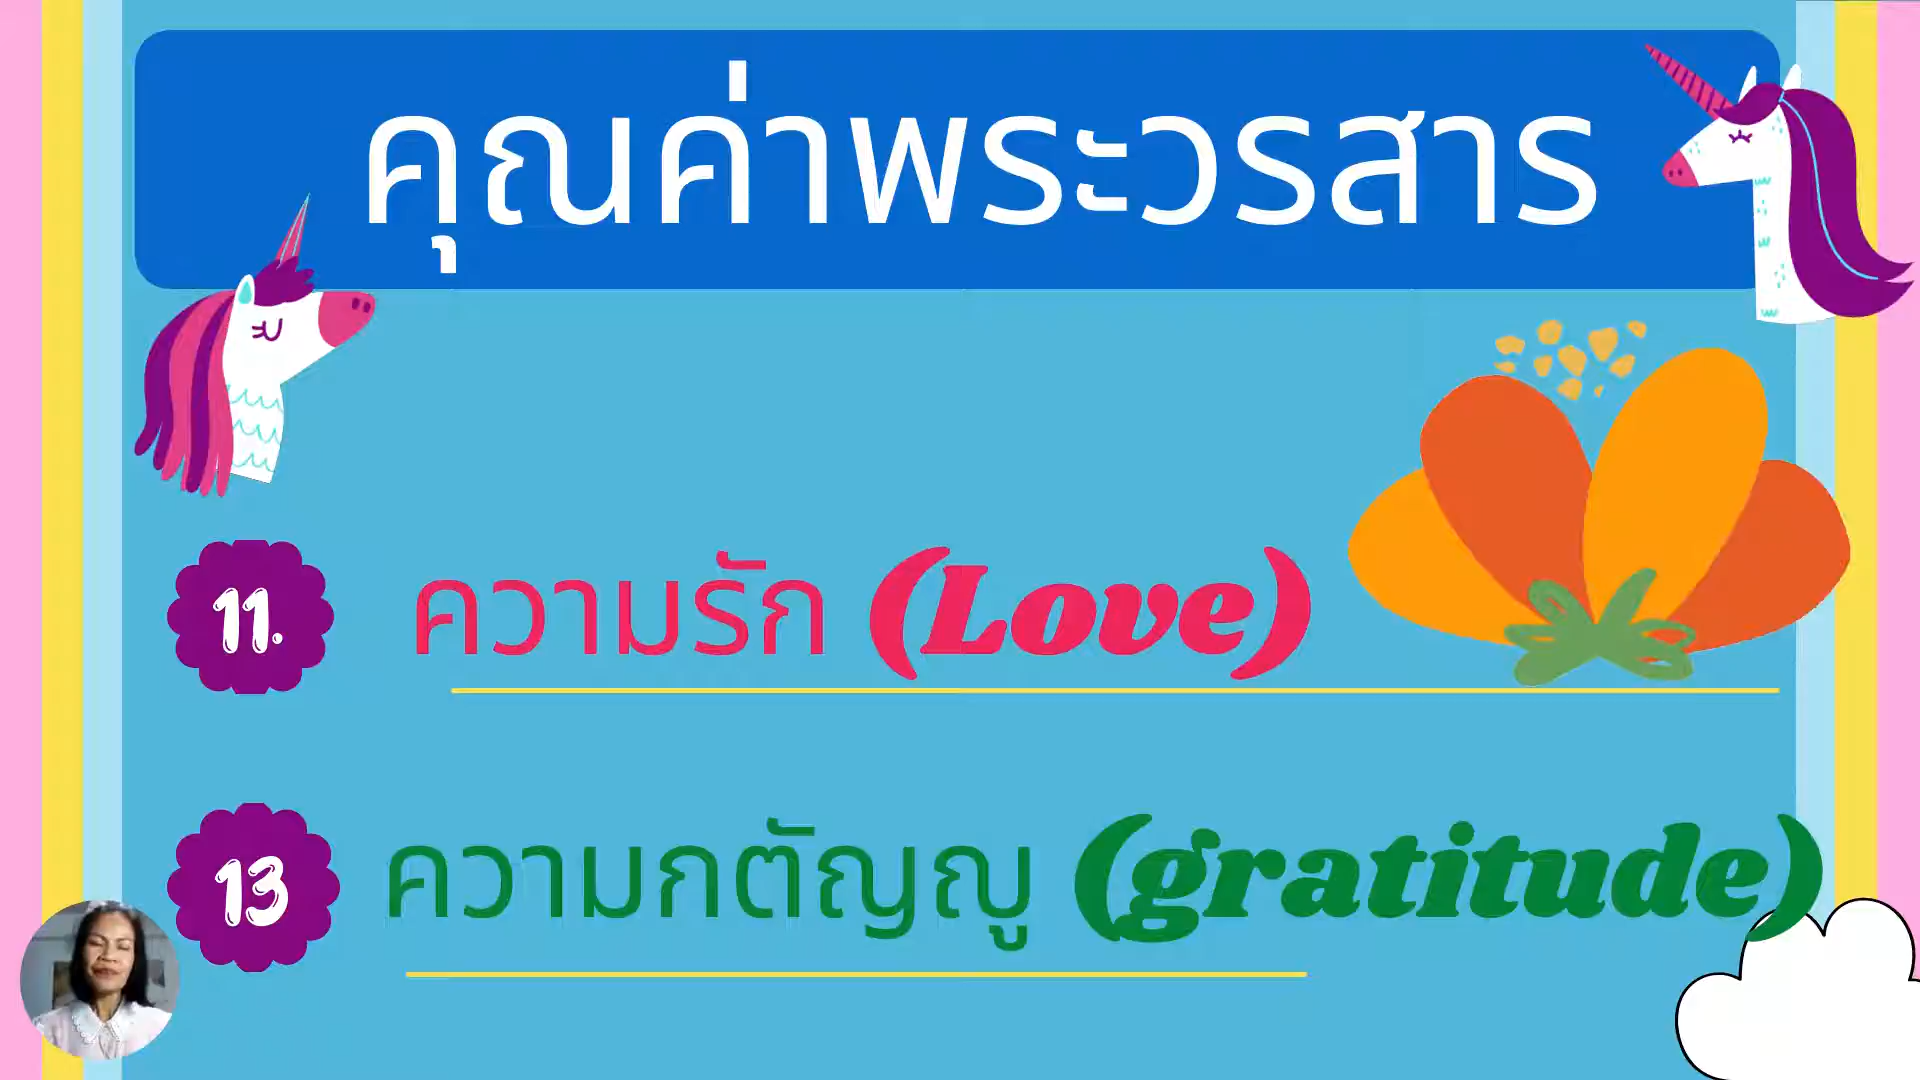 คุณค่าพระวรสาร
11. ความรัก (Love)
13 ความกตัญญู (gratitude)